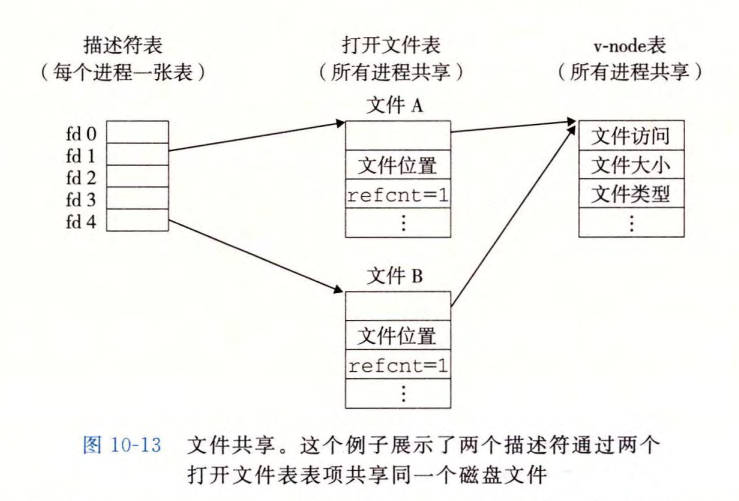 描述符表
（每个进程一张表）
打开文件表
（所有进程共享）
v-node表
（所有进程共享）
fd 0
fd 1
fd 2
fd 3
fd 4
文件 A
文件位置
refcnt=1
⋮
文件 B
文件位置
refcnt=1
⋮
文件访问
文件大小
文件类型
⋮
图 10-13 文件共享。这个例子展示了两个描述符通过两个
打开文件表表项共享同一个磁盘文件